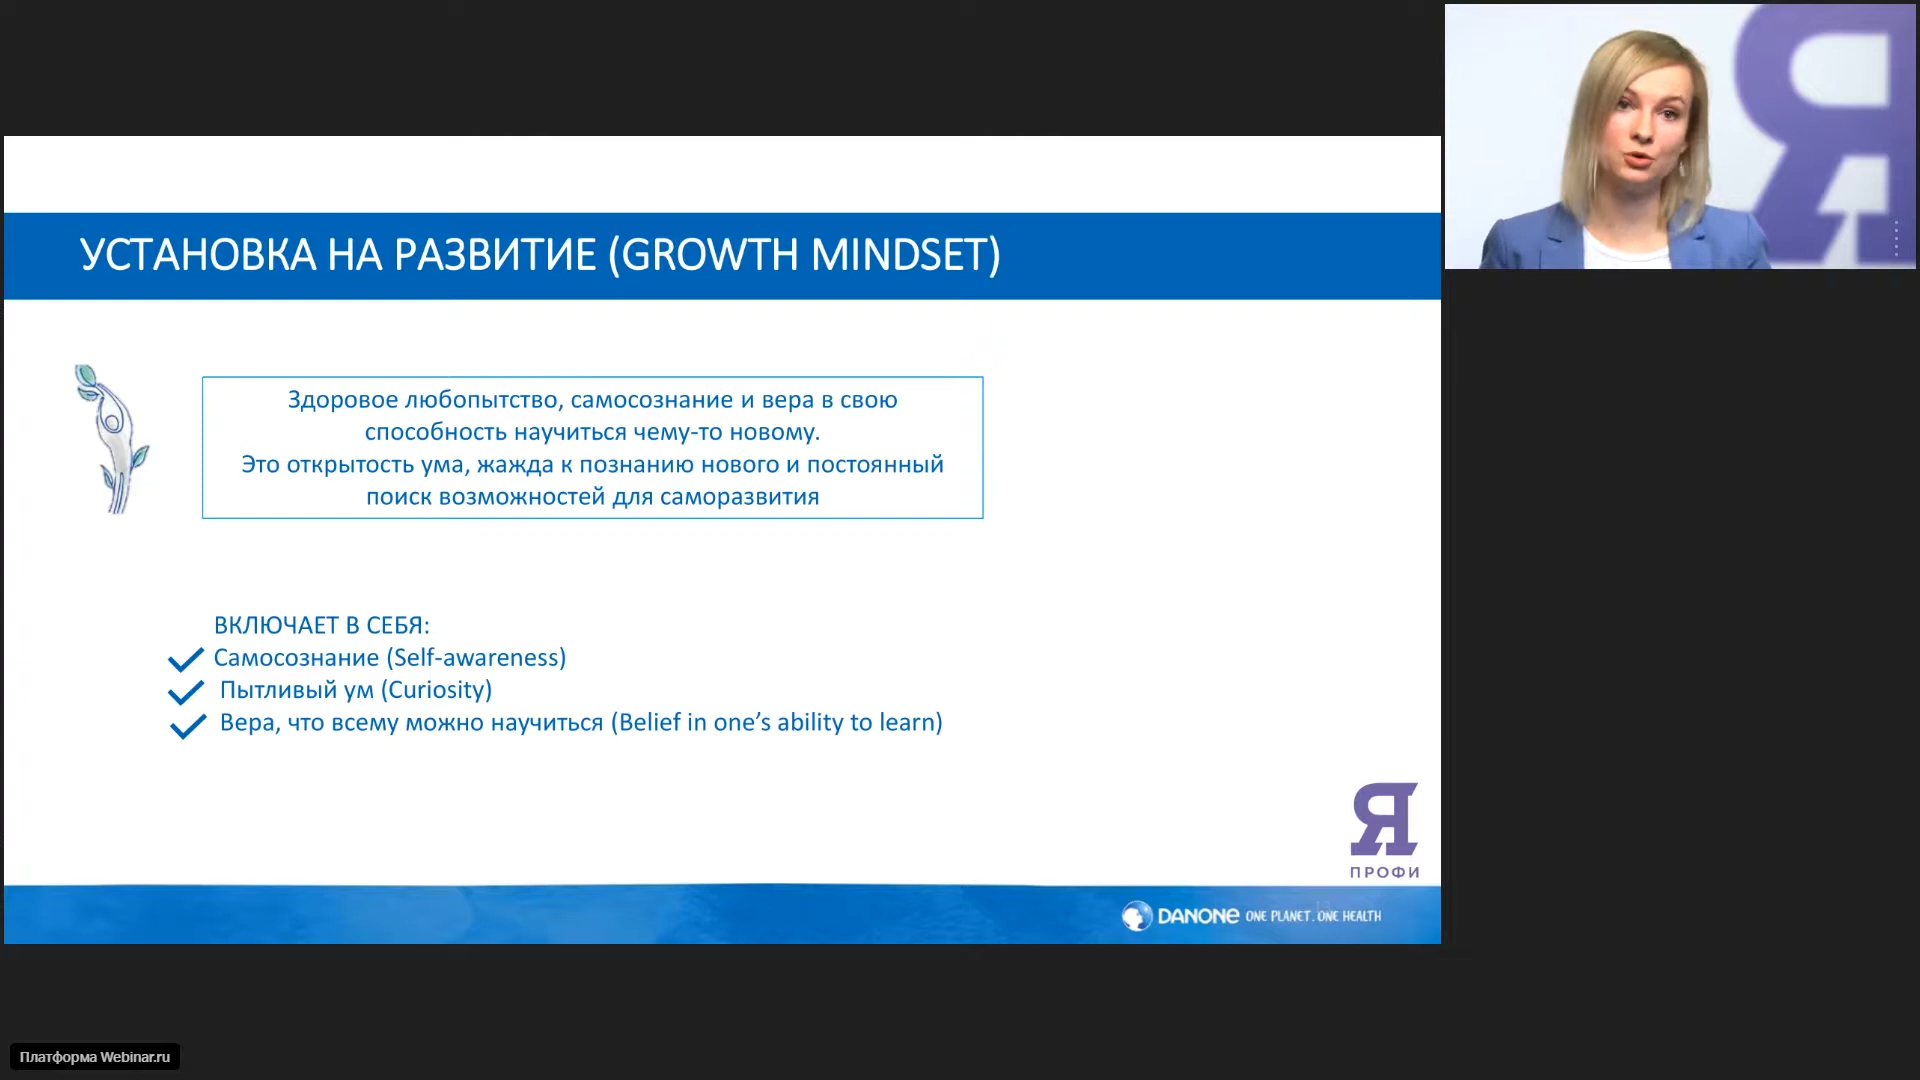 УСТАНОВКА НА РАЗВИТИЕ (GROWTH MINDSET)
Здоровое любопытство, самосознание и вера в свою
способность научиться чему-то новому.
Это открытость ума, жажда к познанию нового и постоянный
поиск возможностей для саморазвития
ВКЛЮЧАЕТ В СЕБЯ:
Самосознание (Self-awareness)
Пытливый ум (Curiosity)
Вера, что всему можно научиться (Belief in one’s ability to learn)
Я
ПРОФИ
DANONE ONE PLANET. ONE HEALTH
Я
Платформа Webinar.ru